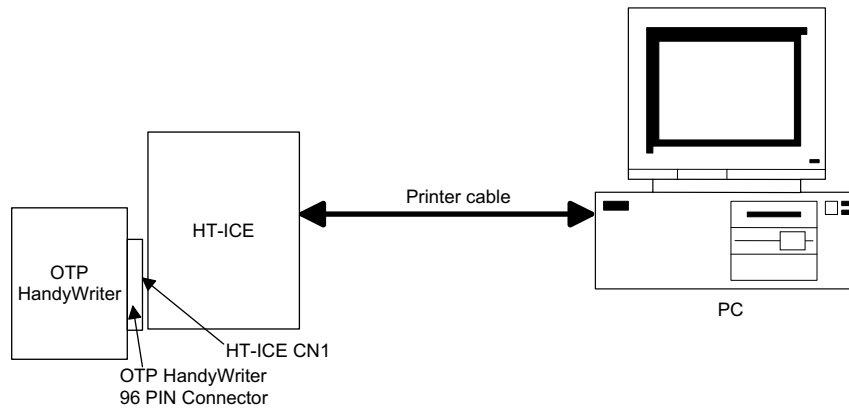 Printer cable
HT-ICE
OTP
HandyWriter
PC
HT-ICE CN1
OTP HandyWriter
96 PIN Connector